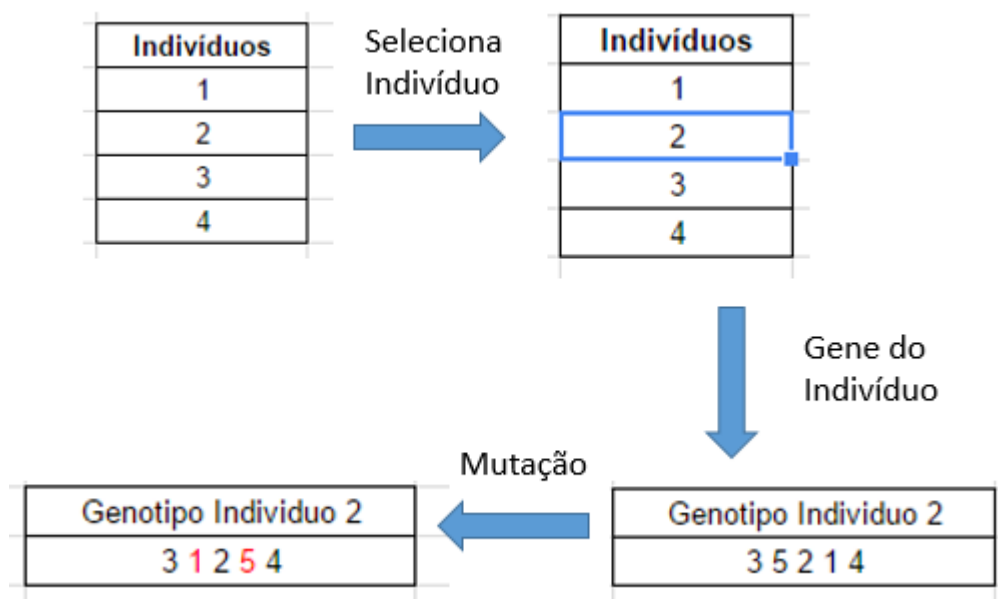 Indivíduos
1
2
3
4
Seleciona
Indivíduo
Indivíduos
1
2
3
4
Gene do
Indivíduo
Genotipo Individuo 2
3 5 2 1 4
Mutação
Genotipo Individuo 2
3 1 2 5 4